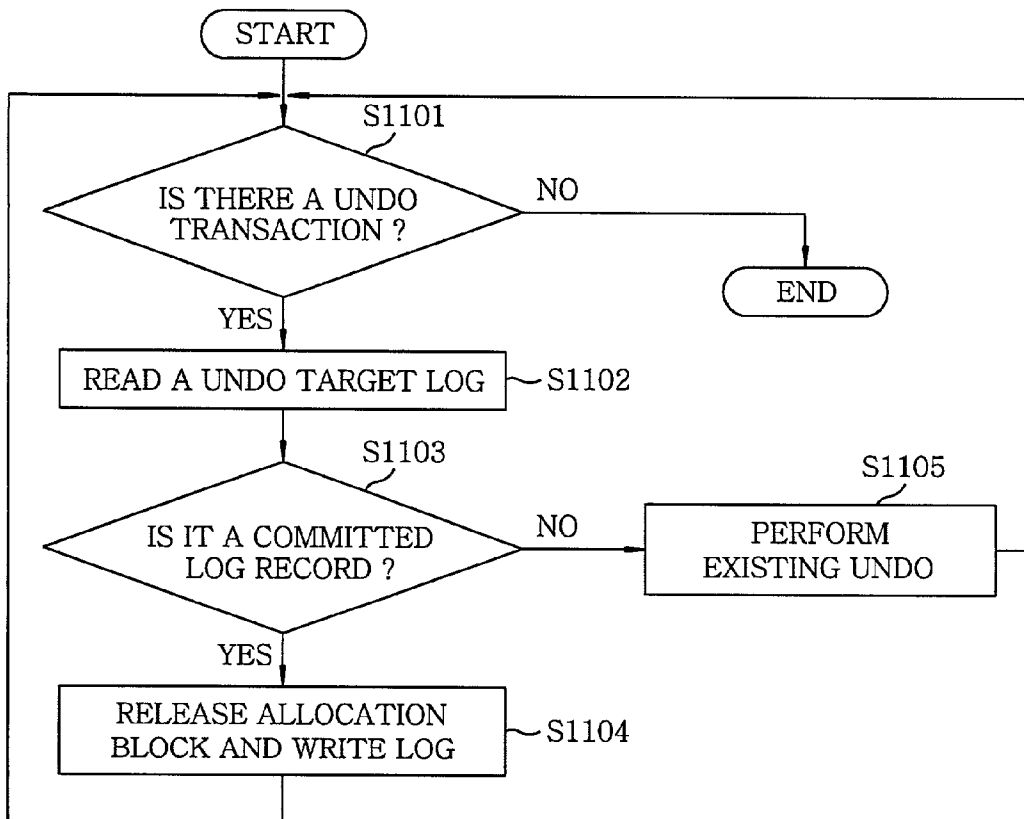 START
S1101
IS THERE A UNDO
TRANSACTION ?
NO
END
YES
READ A UNDO TARGET LOG
S1102
S1103
IS IT A COMMITTED
LOG RECORD ?
NO
S1105
PERFORM
EXISTING UNDO
YES
RELEASE ALLOCATION
BLOCK AND WRITE LOG
S1104